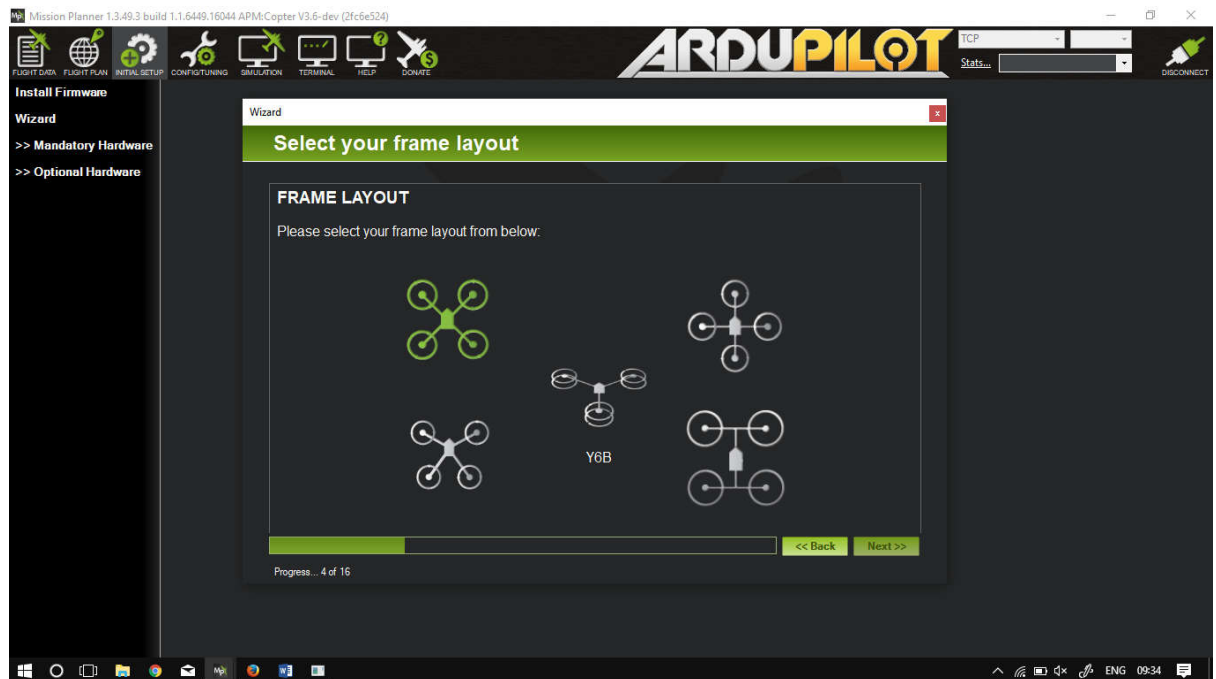 Mission Planner 1.3.49.3 build 1.1.6449.16044 APM:Copter V3.6-dev (2fc6e524)
FLIGHT DATA FLIGHT PLAN INITIAL SETUP CONFIG/TUNING SIMULATION TERMINAL HELP DONATE
ARDUPILOT
TCP
Stats...
DISCONNECT
Install Firmware
Wizard
>> Mandatory Hardware
>> Optional Hardware
Wizard
Select your frame layout
FRAME LAYOUT
Please select your frame layout from below:
Y6B
<< Back Next >>
Progress... 4 of 16
ENG 09:34